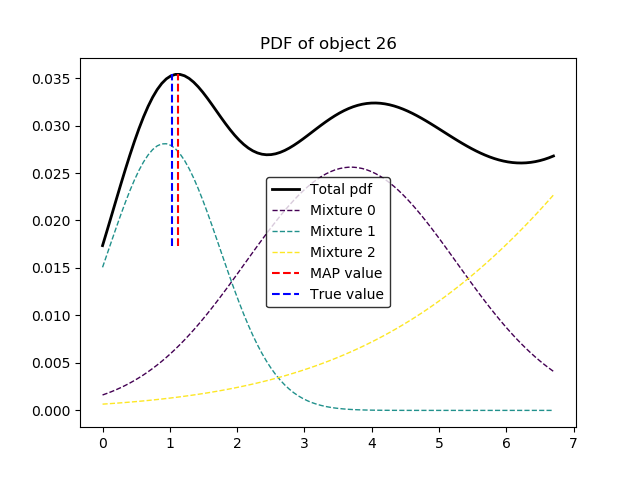 PDF of object 26
0.035
0.030
0.025
0.020
0.015
0.010
0.005
0.000
Total pdf
Mixture 0
Mixture 1
Mixture 2
MAP value
True value
0 1 2 3 4 5 6 7